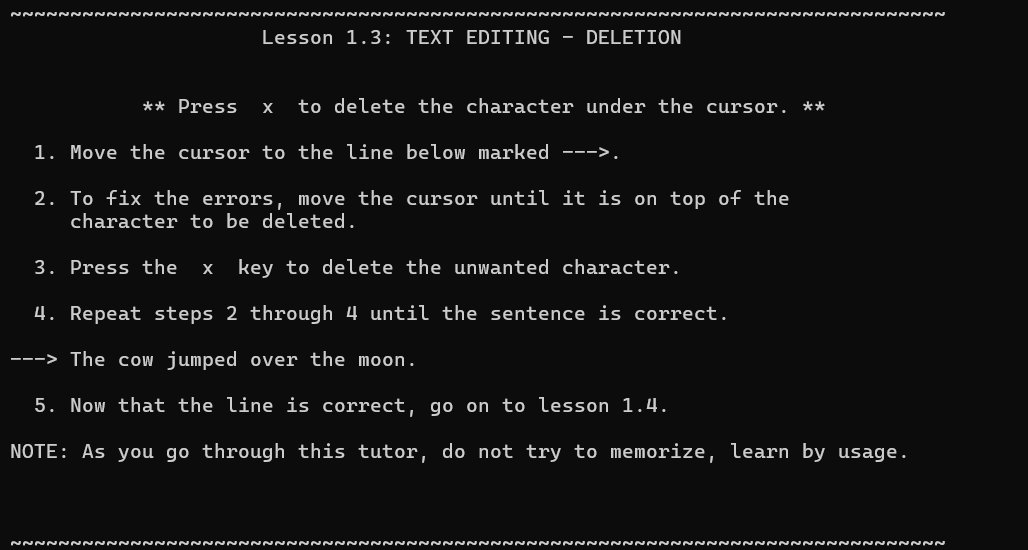 ~~~~~~~~~~~~~~~~~~~~~~~~~~~~~~~~~~~~~~~~~~~~~~~~~~~~~~~~~~~~~~~~~~~~~~~~~~~~~~
Lesson 1.3: TEXT EDITING - DELETION
** Press  x  to delete the character under the cursor. **
1. Move the cursor to the line below marked --->.
2. To fix the errors, move the cursor until it is on top of the
character to be deleted.
3. Press the  x  key to delete the unwanted character.
4. Repeat steps 2 through 4 until the sentence is correct.
---> The cow jumped over the moon.
5. Now that the line is correct, go on to lesson 1.4.
NOTE: As you go through this tutor, do not try to memorize, learn by usage.
~~~~~~~~~~~~~~~~~~~~~~~~~~~~~~~~~~~~~~~~~~~~~~~~~~~~~~~~~~~~~~~~~~~~~~~~~~~~~~